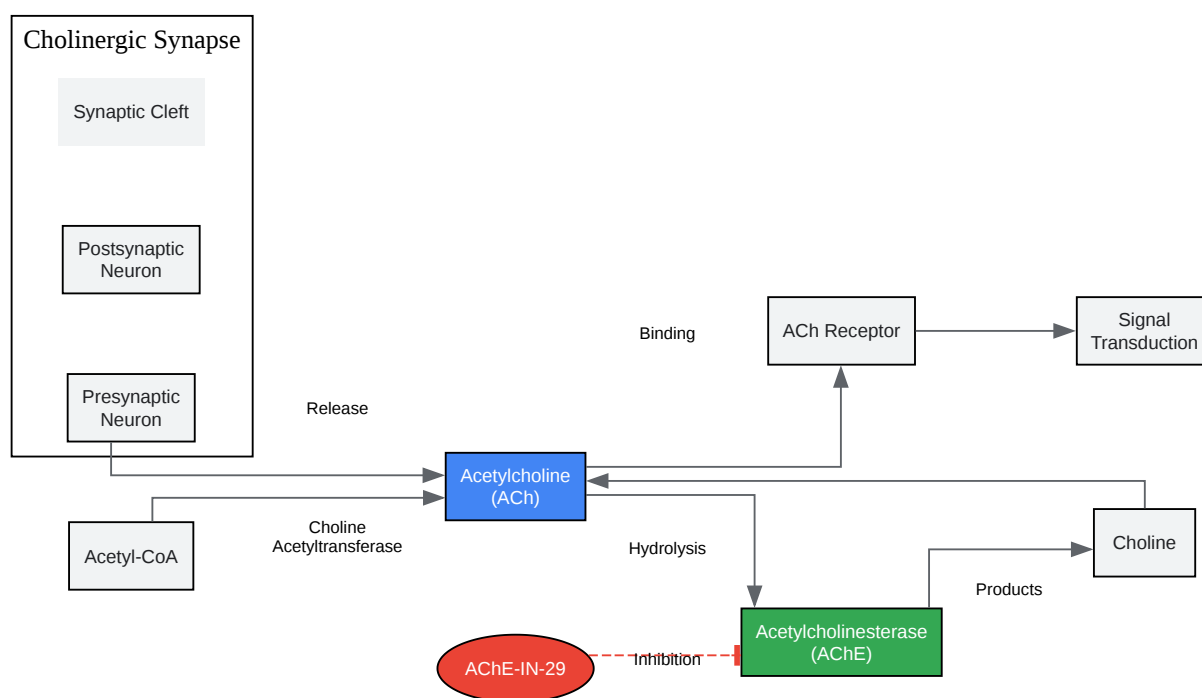 Cholinergic Synapse
Synaptic Cleft
Postsynaptic
Neuron
Presynaptic
Neuron
Release
Binding
ACh Receptor
Signal
Transduction
Acetylcholine
(ACh)
Acetyl-CoA
Choline
Acetyltransferase
Hydrolysis
Choline
Products
Acetylcholinesterase
(AChE)
AChE-IN-29
Inhibition